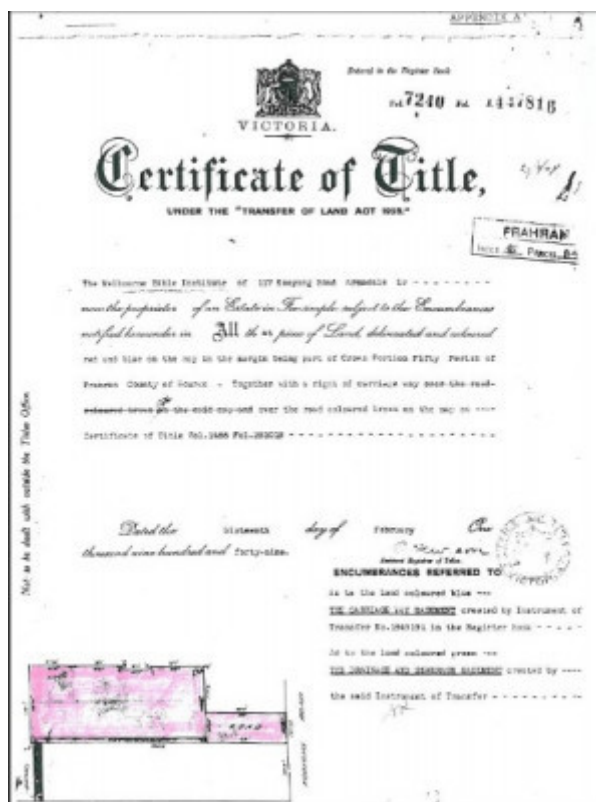 APPENDIX A
Entered in the Register Book
Vol. 7240 Fol. 1447816
VICTORIA.
Certificate of Title,
UNDER THE "TRANSFER OF LAND ACT 1928."
PRAHRAN
The Melbourne Bible Institute of Kooyong Road Armadale is
now the proprietor of an Estate in Fee-simple subject to the Encumbrances
notified hereunder in All that piece of Land, delineated and coloured
red and blue on the map in the margin being part of Crown Portion Fifty Parish of
Prahran County of Bourke - Together with a right of carriage way over the road
coloured brown on the said map and over the road coloured brown on the map on
Certificate of Title Vol.
Not to be dealt with outside the Titles Office.
Dated the Sixteenth day of February One
thousand nine hundred and forty-nine.
Assistant Registrar of Titles.
ENCUMBRANCES REFERRED TO
As to the land coloured blue
THE CARRIAGE WAY EASEMENT created by Instrument of
Transfer No. in the Register Book
As to the land coloured green
THE DRAINAGE AND SEWERAGE EASEMENT created by
the said Instrument of Transfer
ROAD